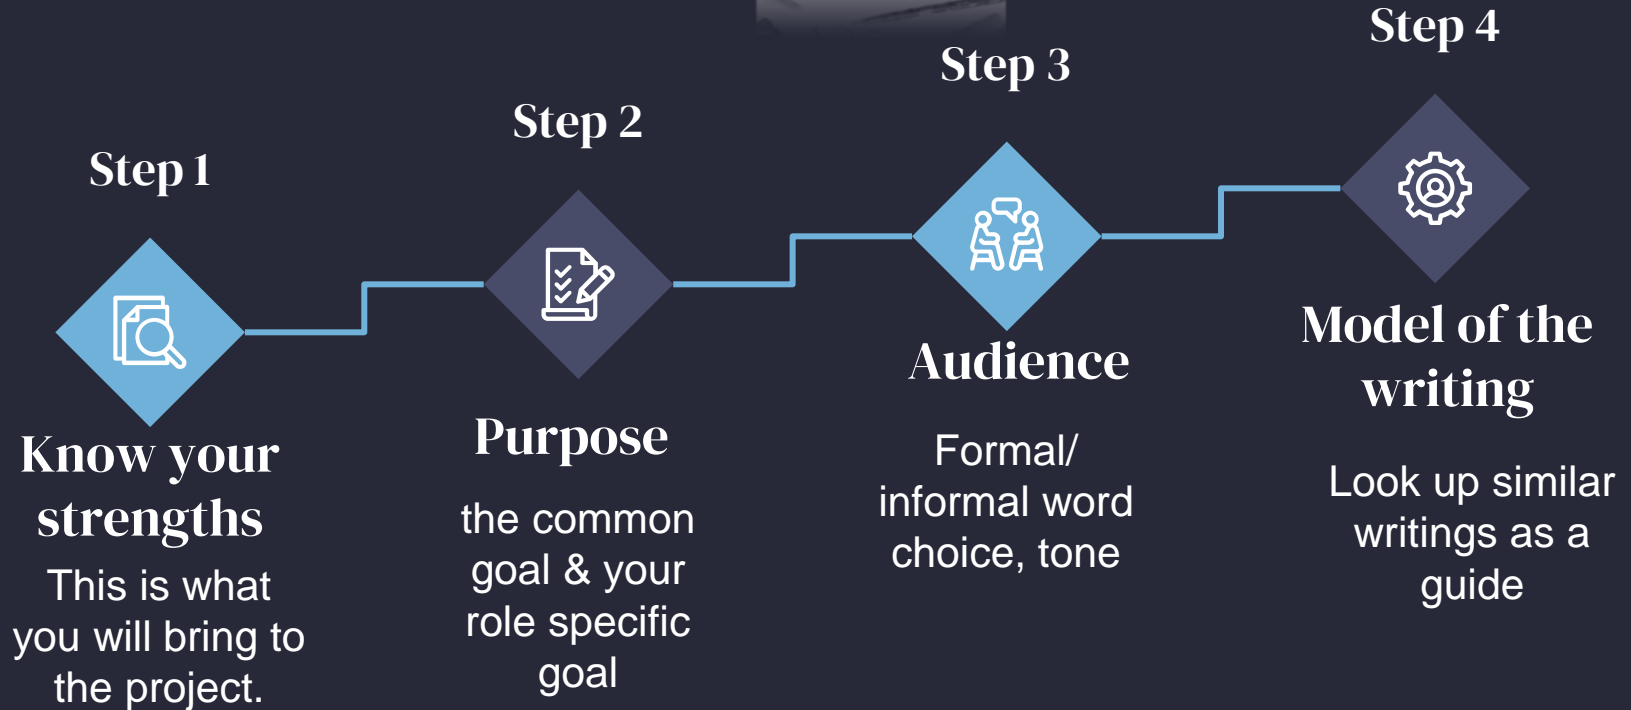 Step 1
Know your
strengths
This is what
you will bring to
the project.
Step 2
Purpose
the common
goal & your
role specific
goal
Step 3
Audience
Formal/
informal word
choice, tone
Step 4
Model of the
writing
Look up similar
writings as a
guide